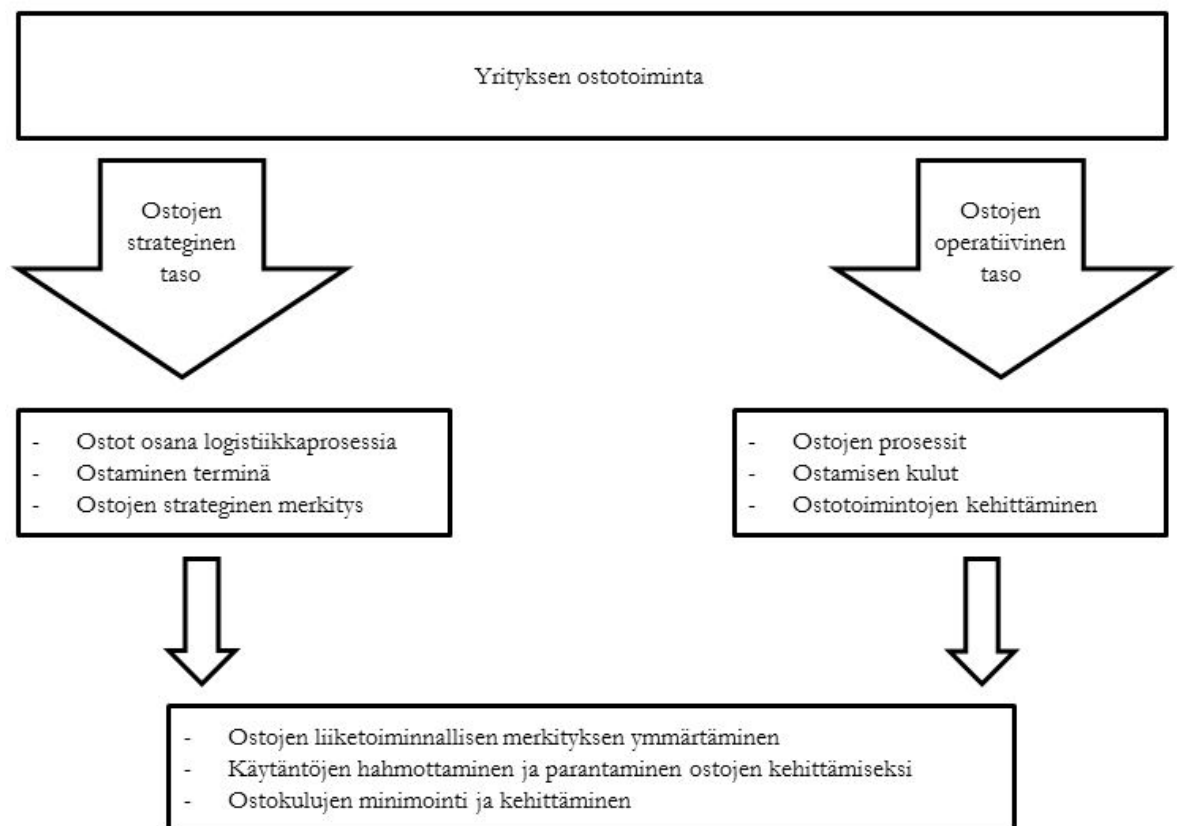 Yrityksen ostotoiminta
Ostojen
strateginen
taso
Ostojen
operatiivinen
taso
- Ostot osana logistiikkaprosessia
- Ostaminen terminä
- Ostojen strateginen merkitys
- Ostojen prosessit
- Ostamisen kulut
- Ostotoimintojen kehittäminen
- Ostojen liiketoiminnallisen merkityksen ymmärtäminen
- Käytäntöjen hahmottaminen ja parantaminen ostojen kehittämiseksi
- Ostokulujen minimointi ja kehittäminen